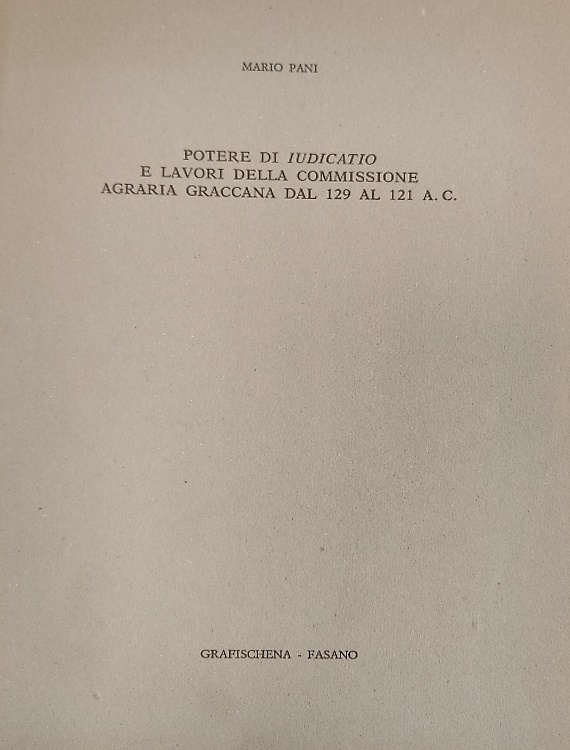 MARIO PANI
POTERE DI IUDICATIO
E LAVORI DELLA COMMISSIONE
AGRARIA GRACCANA DAL 129 AL 121 A. C.
GRAFISCHENA - FASANO